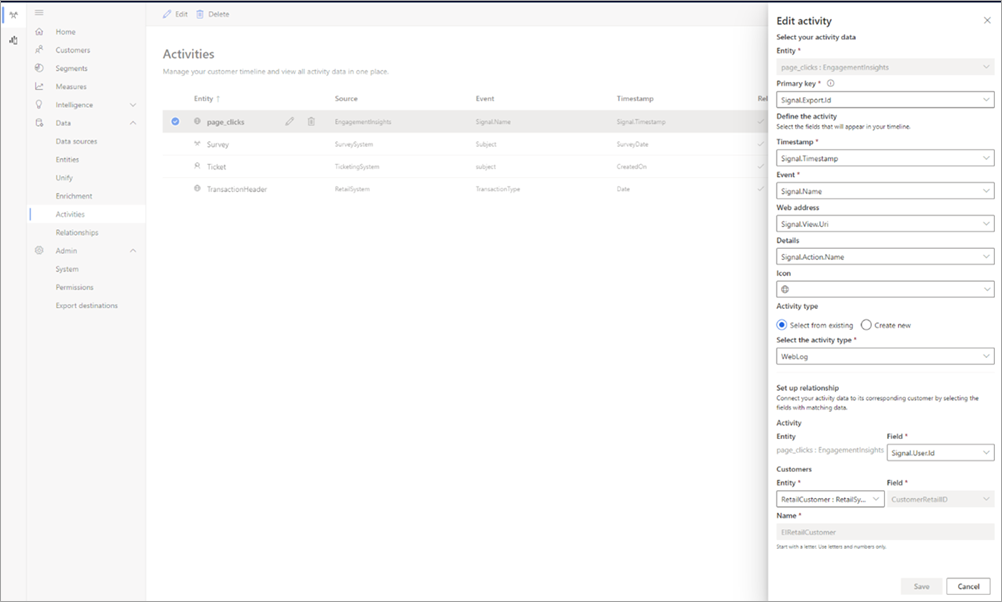 Edit Delete
Home
Customers
Segments
Measures
Intelligence
Data
Data sources
Entities
Unify
Enrichment
Activities
Relationships
Admin
System
Permissions
Export destinations
Activities
Manage your customer timeline and view all activity data in one place.
Entity ↑ Source Event Timestamp Rel
page_clicks EngagementInsights Signal.Name Signal.Timestamp
Survey SurveySystem Subject SurveyDate
Ticket TicketingSystem subject CreatedOn
TransactionHeader RetailSystem TransactionType Date
Edit activity
Select your activity data
Entity *
page_clicks : EngagementInsights
Primary key *
Signal.Export.Id
Define the activity
Select the fields that will appear in your timeline.
Timestamp *
Signal.Timestamp
Event *
Signal.Name
Web address
Signal.View.Uri
Details
Signal.Action.Name
Icon
Activity type
Select from existing Create new
Select the activity type *
WebLog
Set up relationship
Connect your activity data to its corresponding customer by selecting the
fields with matching data.
Activity
Entity Field *
page_clicks : EngagementInsights Signal.User.Id
Customers
Entity * Field *
RetailCustomer : RetailSy... CustomerRetailID
Name *
EIRetailCustomer
Start with a letter. Use letters and numbers only.
Save Cancel